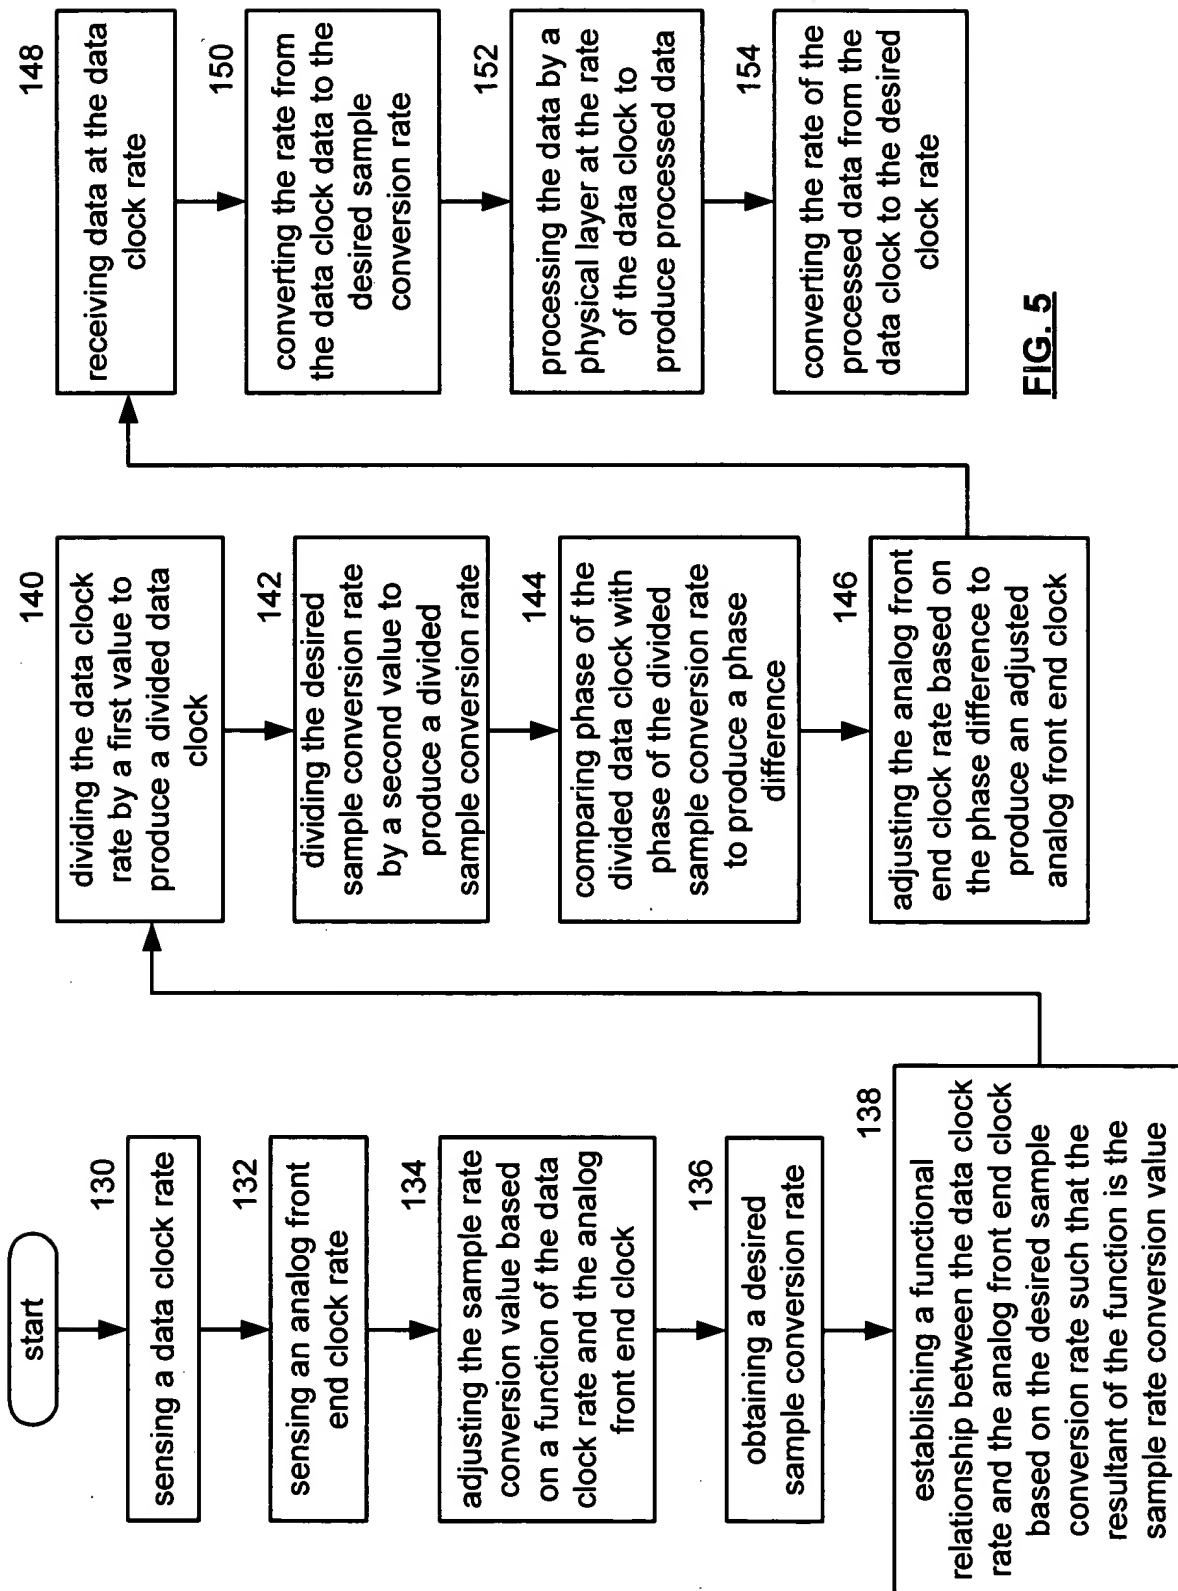 start
130
sensing a data clock rate
132
sensing an analog front
end clock rate
134
adjusting the sample rate
conversion value based
on a function of the data
clock rate and the analog
front end clock
136
obtaining a desired
sample conversion rate
138
establishing a functional
relationship between the data clock
rate and the analog front end clock
based on the desired sample
conversion rate such that the
resultant of the function is the
sample rate conversion value
140
dividing the data clock
rate by a first value to
produce a divided data
clock
142
dividing the desired
sample conversion rate
by a second value to
produce a divided
sample conversion rate
144
comparing phase of the
divided data clock with
phase of the divided
sample conversion rate
to produce a phase
difference
146
adjusting the analog front
end clock rate based on
the phase difference to
produce an adjusted
analog front end clock
148
receiving data at the data
clock rate
150
converting the rate from
the data clock data to the
desired sample
conversion rate
152
processing the data by a
physical layer at the rate
of the data clock to
produce processed data
154
converting the rate of the
processed data from the
data clock to the desired
clock rate
FIG. 5